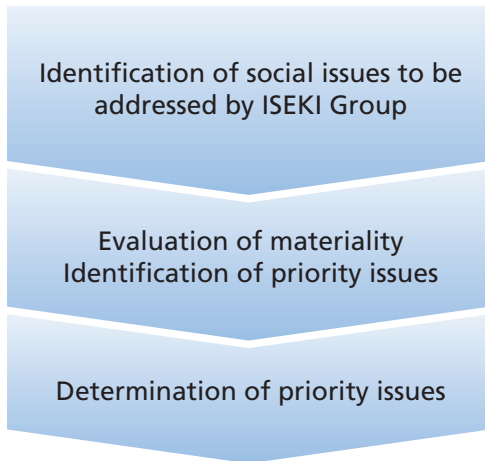 Identification of social issues to be
addressed by ISEKI Group
Evaluation of materiality
Identification of priority issues
Determination of priority issues